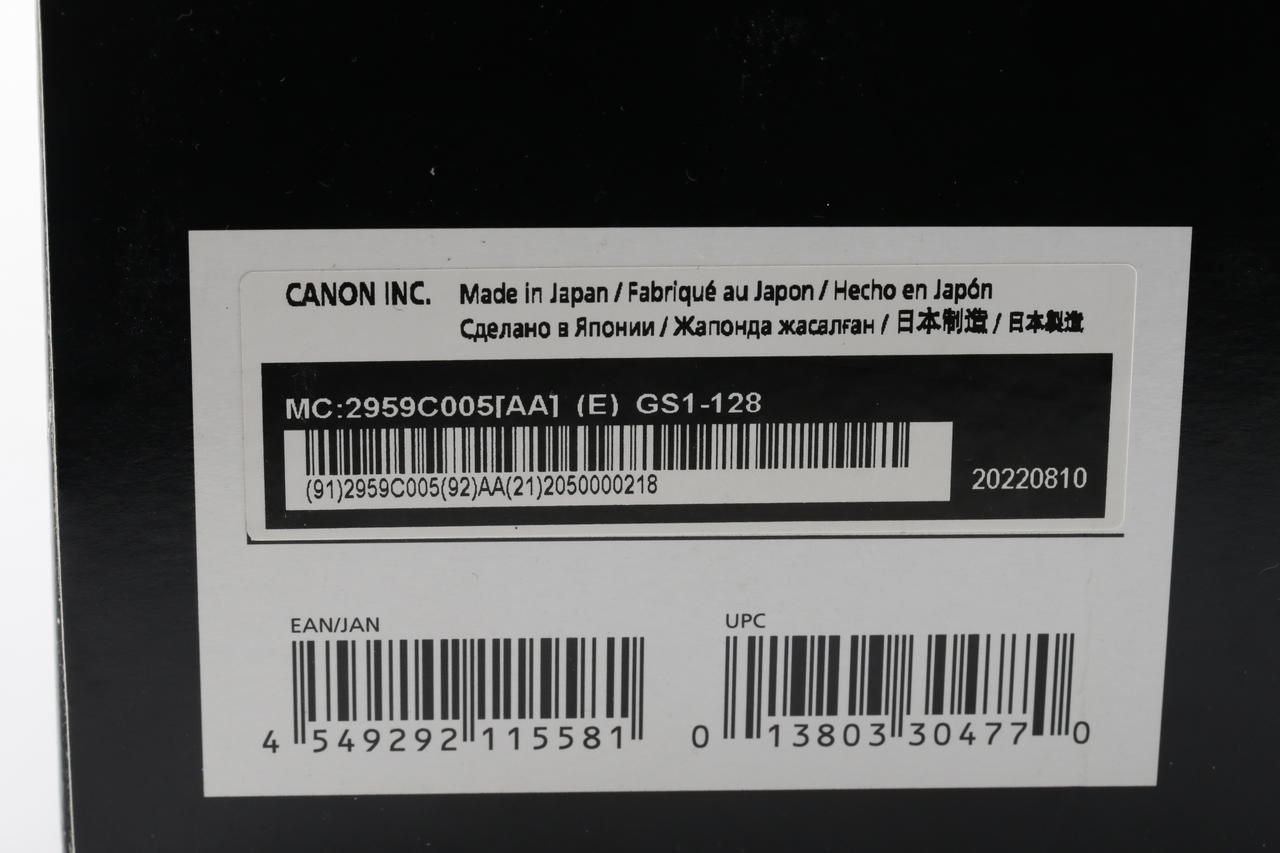 CANON INC. Made in Japan / Fabriqué au Japon / Hecho en Japón
Сделано в Японии / Жапонда жасалған / 日本制造 / 日本製造
MC:2959C005[AA] (E) GS1-128
(91)2959C005(92)AA(21)2050000218
20220810
EAN/JAN
4 549292 115581
UPC
0 13803 30477 0